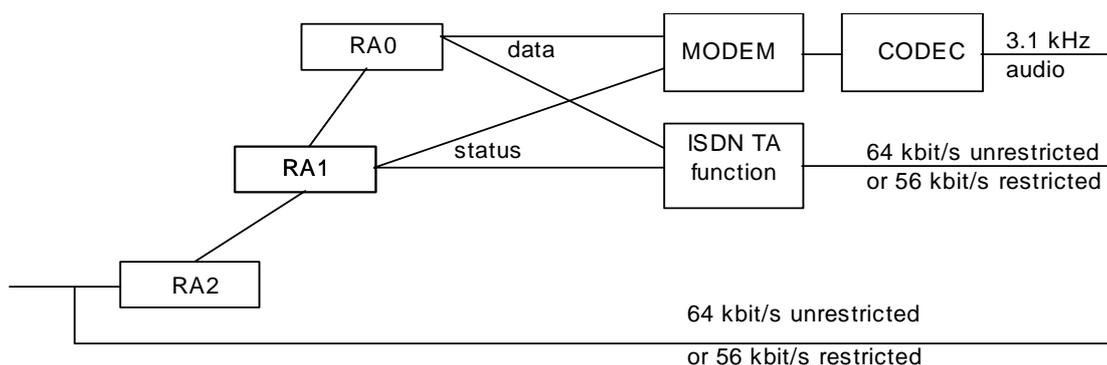 RA0
data
MODEM
CODEC
3.1 kHz
audio
RA1
status
ISDN TA
function
64 kbit/s unrestricted
or 56 kbit/s restricted
RA2
64 kbit/s unrestricted
or 56 kbit/s restricted